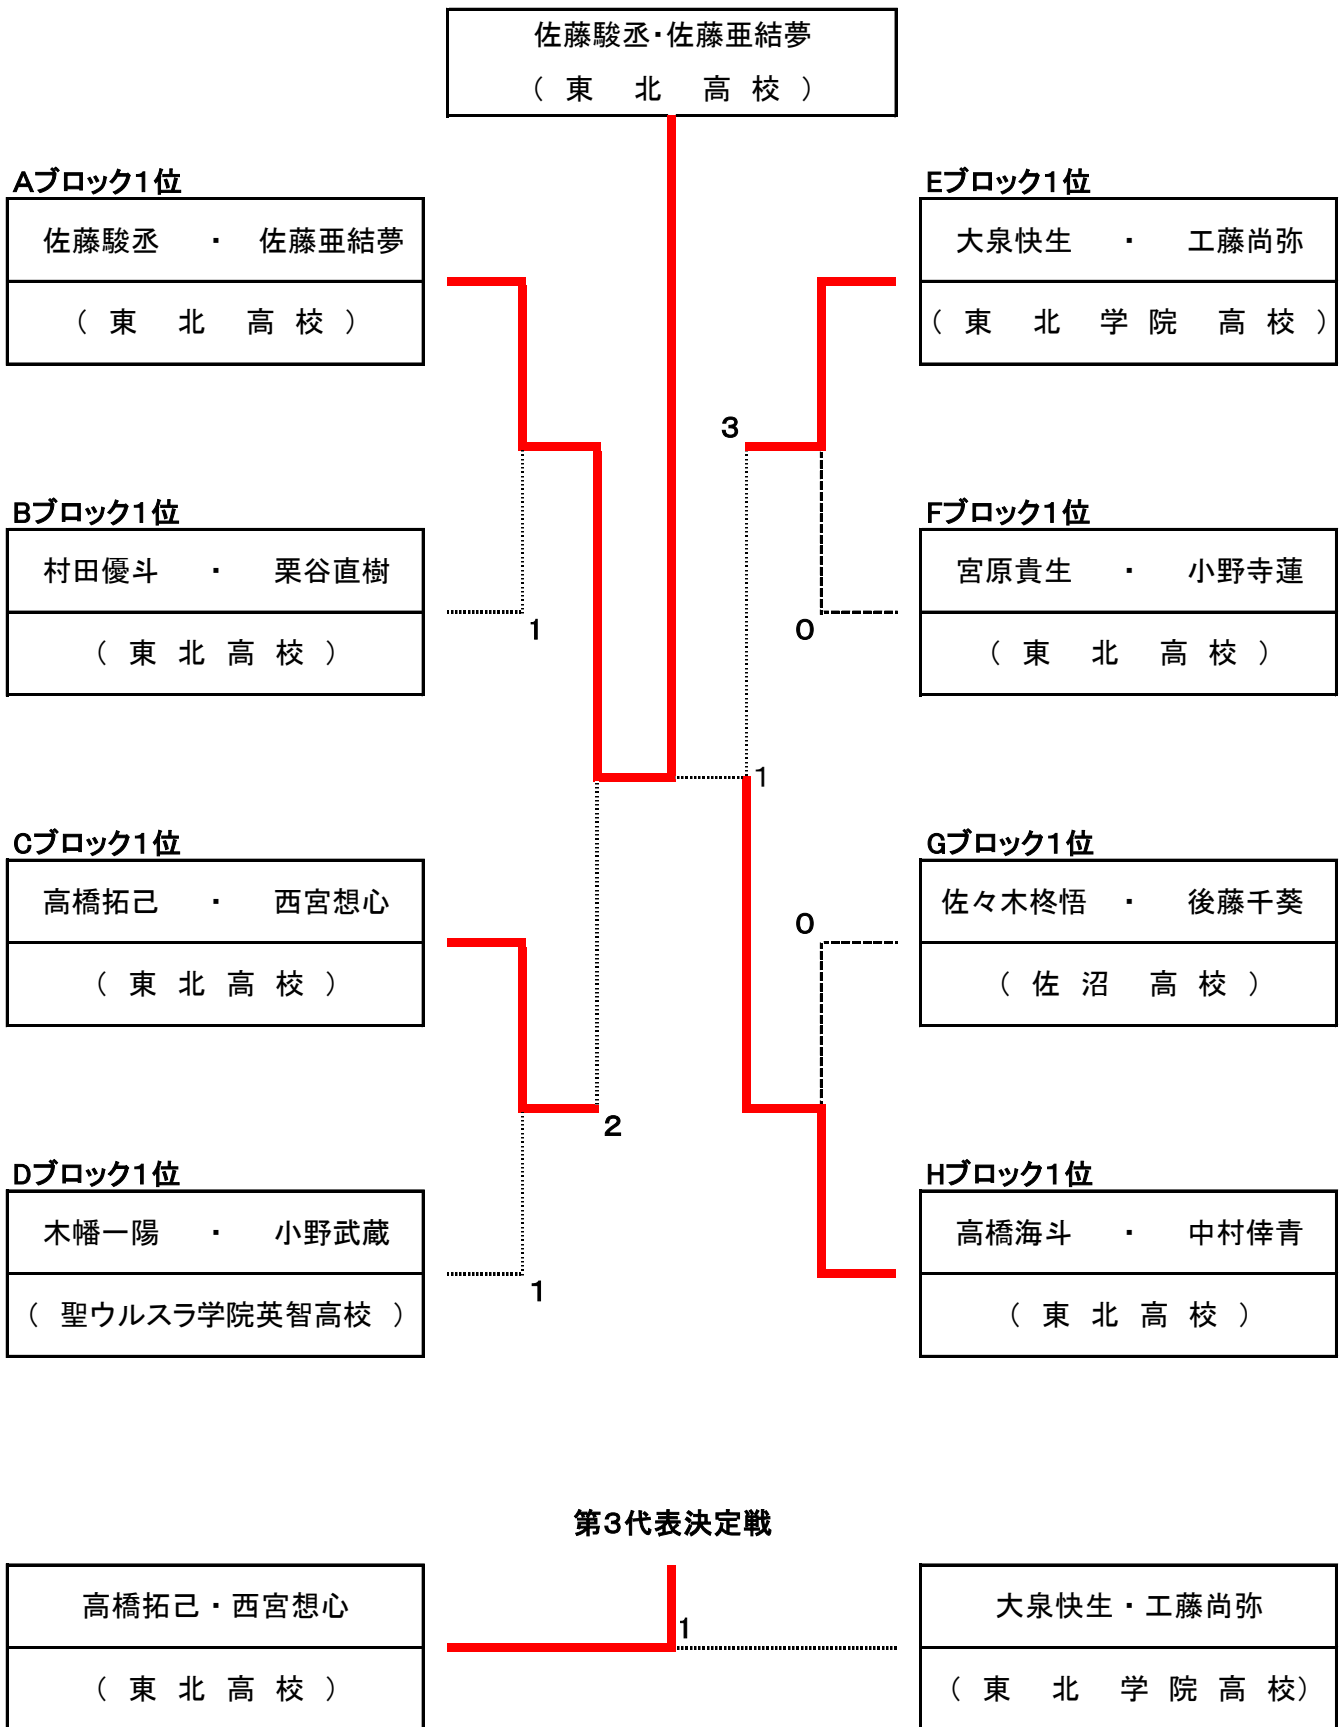 佐藤駿丞・佐藤亜結夢
( 東 北 高 校 )
Aブロック1位
佐藤駿丞 ・ 佐藤亜結夢
( 東 北 高 校 )
Eブロック1位
大泉快生 ・ 工藤尚弥
( 東 北 学 院 高 校 )
3
Bブロック1位
村田優斗 ・ 栗谷直樹
( 東 北 高 校 )
1
Fブロック1位
宮原貴生 ・ 小野寺蓮
( 東 北 高 校 )
0
1
Cブロック1位
高橋拓己 ・ 西宮想心
( 東 北 高 校 )
2
Gブロック1位
佐々木柊悟 ・ 後藤千葵
( 佐 沼 高 校 )
0
Dブロック1位
木幡一陽 ・ 小野武蔵
( 聖ウルスラ学院英智高校 )
1
Hブロック1位
高橋海斗 ・ 中村倖青
( 東 北 高 校 )
第3代表決定戦
高橋拓己・西宮想心
( 東 北 高 校 )
1
大泉快生・工藤尚弥
( 東 北 学 院 高 校)